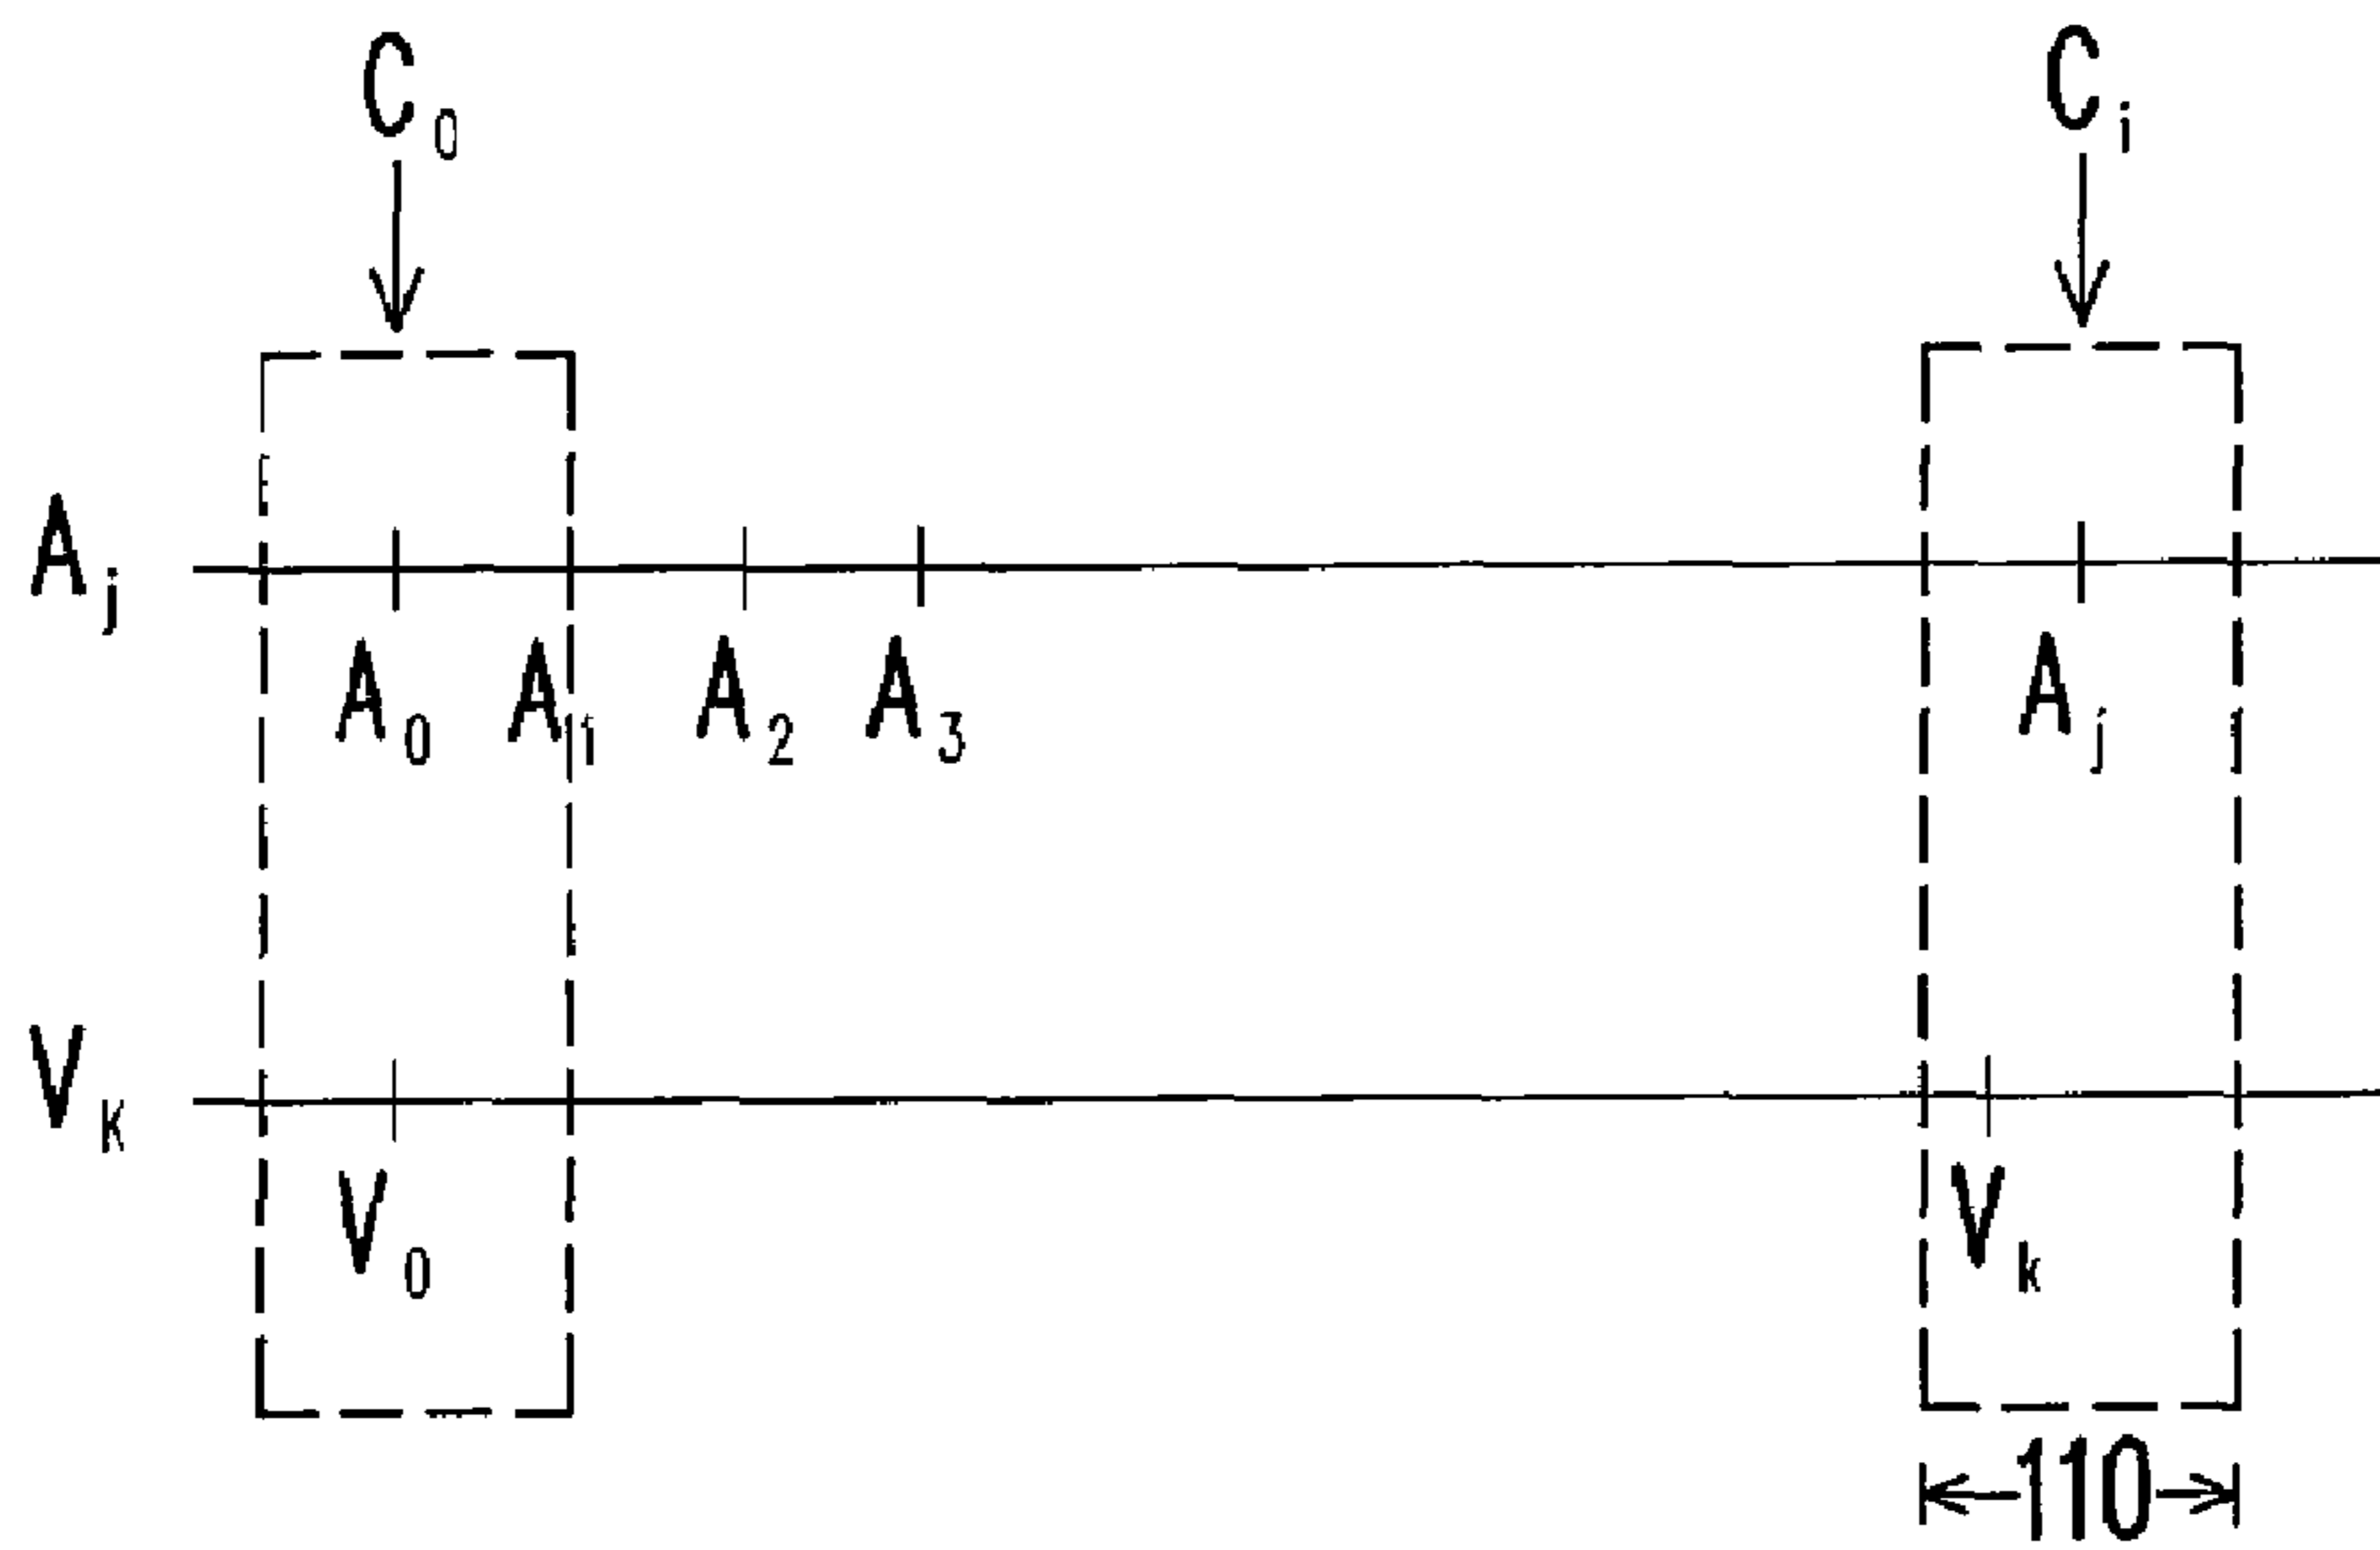 C₀ Cᵢ
Aⱼ
A₀ A₁ A₂ A₃ Aⱼ
Vₖ
V₀ Vₖ
110